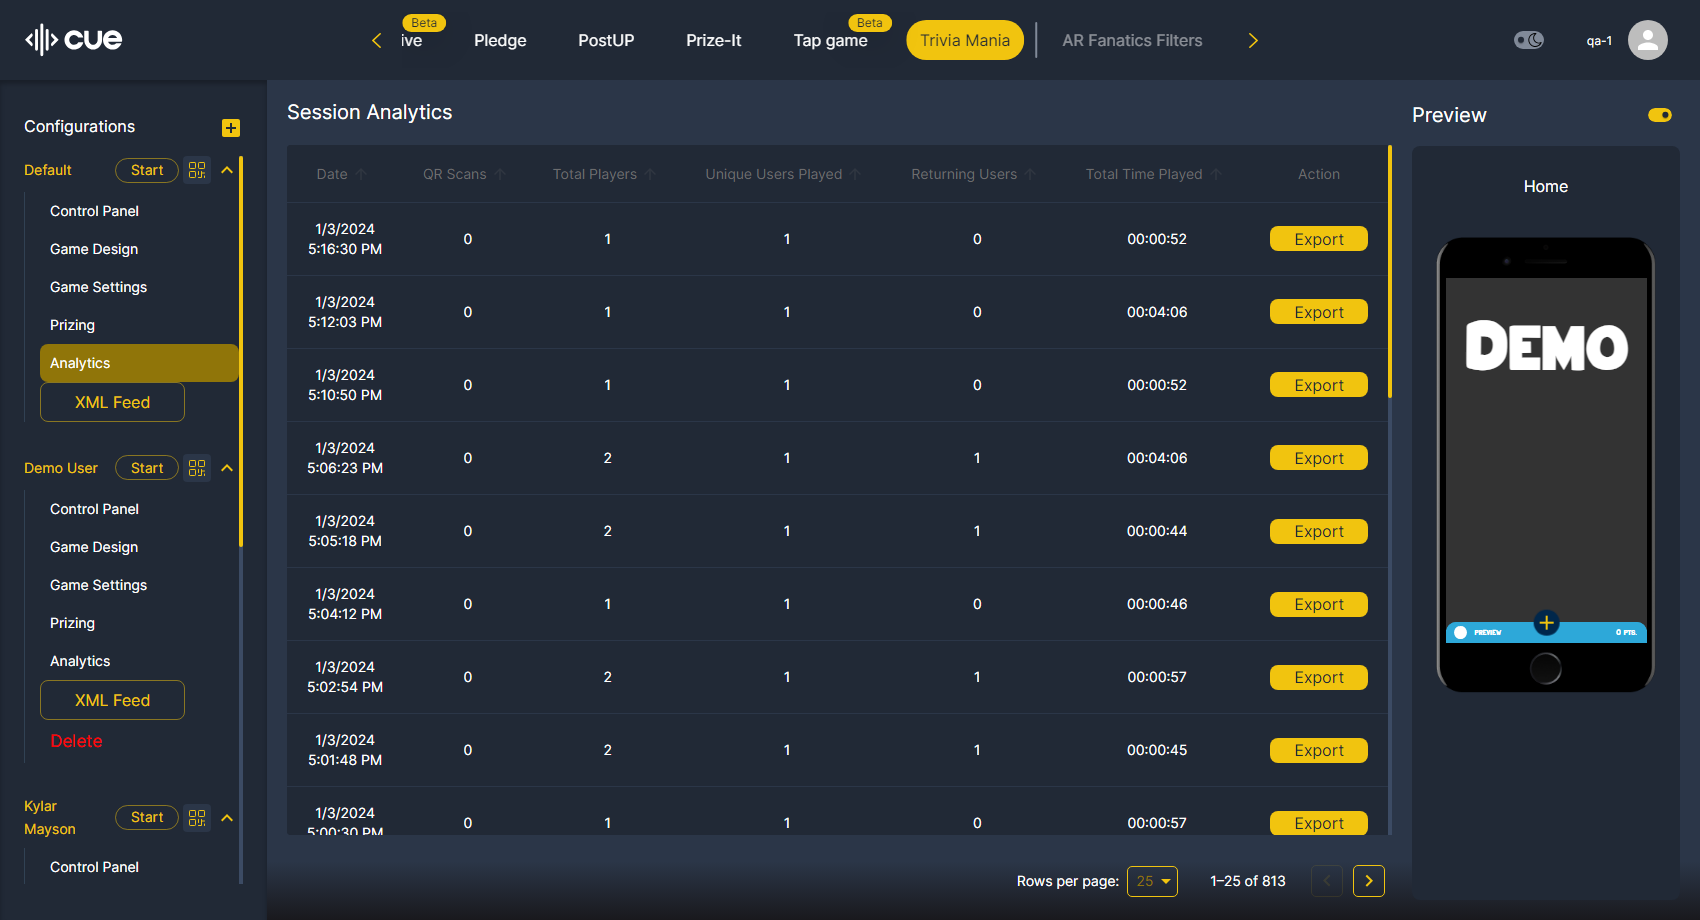 cue
Beta
ive
Pledge
PostUP
Prize-It
Tap game
Beta
Trivia Mania
AR Fanatics Filters
qa-1
Configurations
Default
Start
Control Panel
Game Design
Game Settings
Prizing
Analytics
XML Feed
Demo User
Start
Control Panel
Game Design
Game Settings
Prizing
Analytics
XML Feed
Delete
Kylar
Mayson
Start
Control Panel
Session Analytics
Date QR Scans Total Players Unique Users Played Returning Users Total Time Played Action
1/3/2024
5:16:30 PM 0 1 1 0 00:00:52 Export
1/3/2024
5:12:03 PM 0 1 1 0 00:04:06 Export
1/3/2024
5:10:50 PM 0 1 1 0 00:00:52 Export
1/3/2024
5:06:23 PM 0 2 1 1 00:04:06 Export
1/3/2024
5:05:18 PM 0 2 1 1 00:00:44 Export
1/3/2024
5:04:12 PM 0 1 1 0 00:00:46 Export
1/3/2024
5:02:54 PM 0 2 1 1 00:00:57 Export
1/3/2024
5:01:48 PM 0 2 1 1 00:00:45 Export
1/3/2024
5:00:30 PM 0 1 1 0 00:00:57 Export
Rows per page: 25 1–25 of 813
Preview
Home
DEMO
PREVIEW
0 PTS.